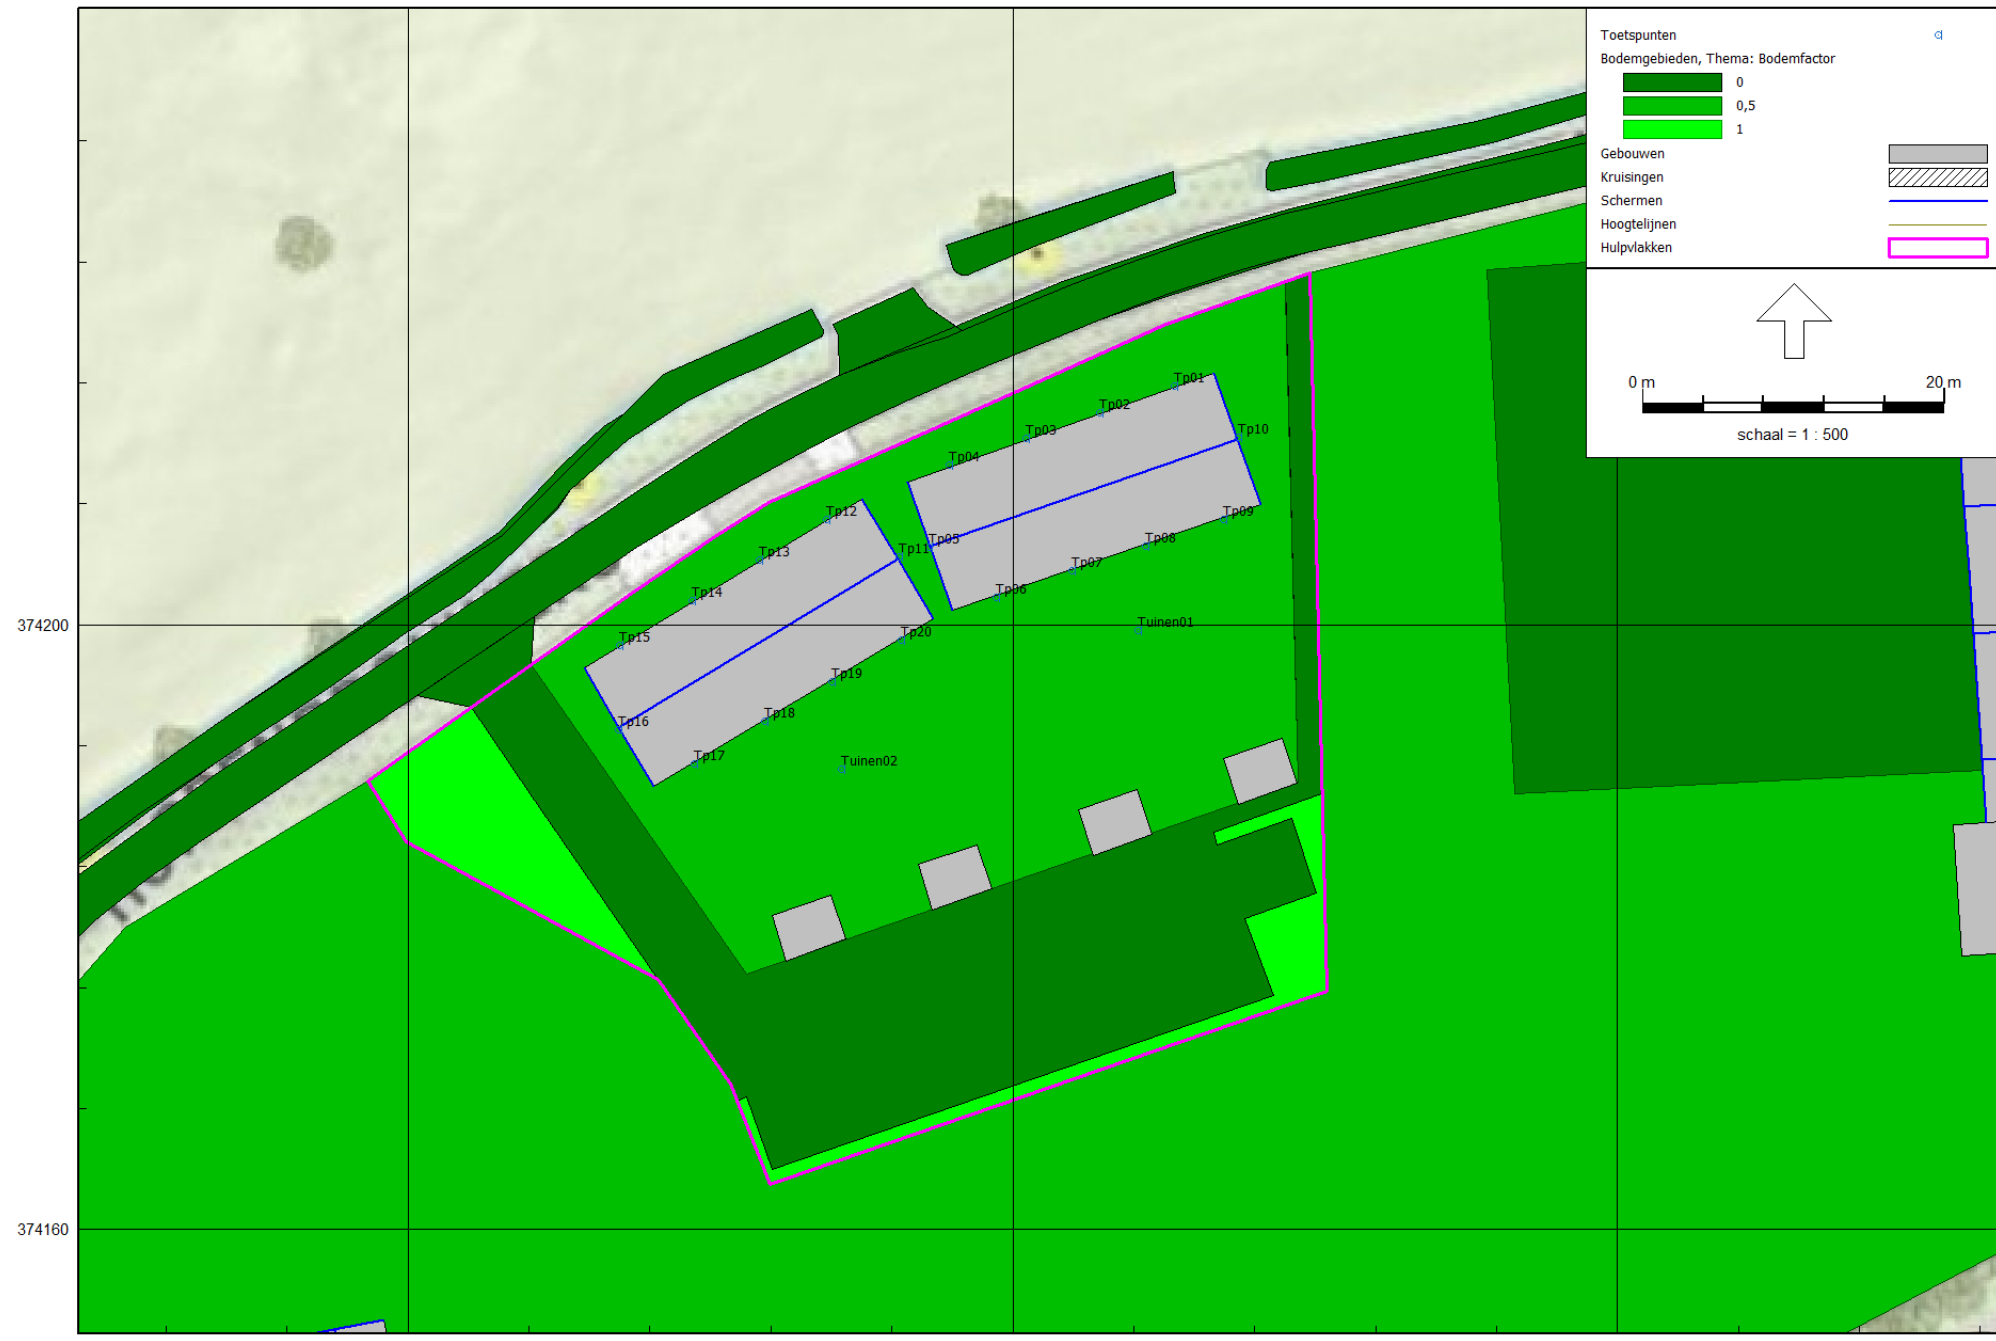 Toetspunten
Bodemgebieden, Thema: Bodemfactor
0
0,5
1
Gebouwen
Kruisingen
Schermen
Hoogtelijnen
Hulpvlakken
0 m 20 m
schaal = 1 : 500
Tp01
Tp02
Tp03
Tp10
Tp04
Tp12
Tp09
Tp05
Tp08
Tp11
Tp13
Tp07
Tp14
Tp06
374200
Tuinen01
Tp20
Tp15
Tp19
Tp18
Tp16
Tp17
Tuinen02
374160